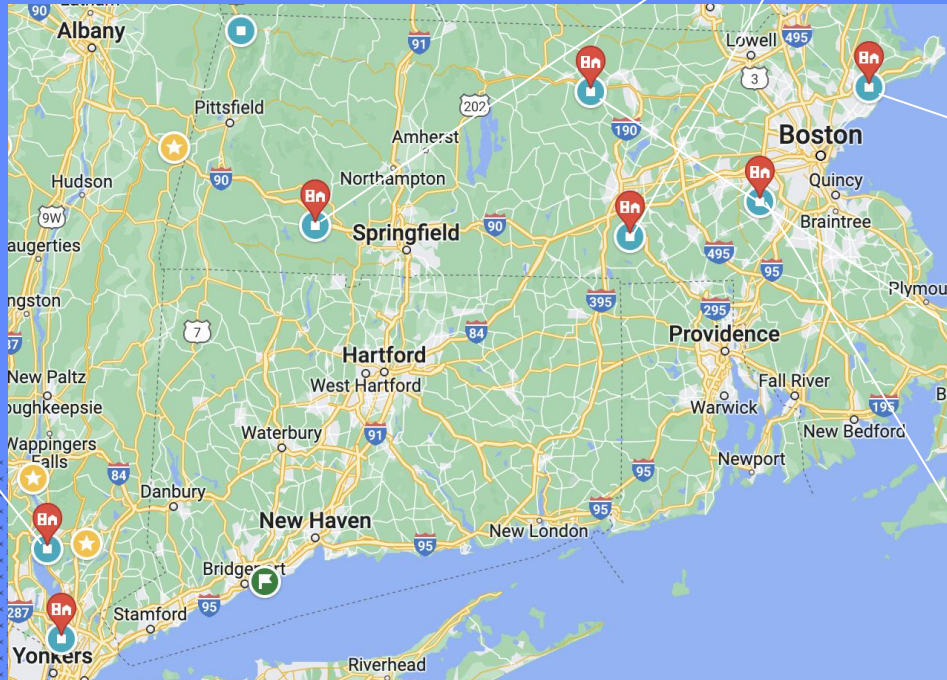 90
Albany
91
Lowell
495
3
Pittsfield
202
190
Amherst
Boston
90
Northampton
Quincy
Hudson
9W
Springfield
90
Braintree
augerties
495
95
395
Plymou
ngston
295
87
7
84
Providence
Hartford
New Paltz
West Hartford
Fall River
oughkeepsie
Warwick
195
B
Waterbury
91
New Bedford
Wappingers
Falls
Newport
84
95
Danbury
95
New Haven
New London
95
Bridgeport
287
95
Stamford
Yonkers
Riverhead